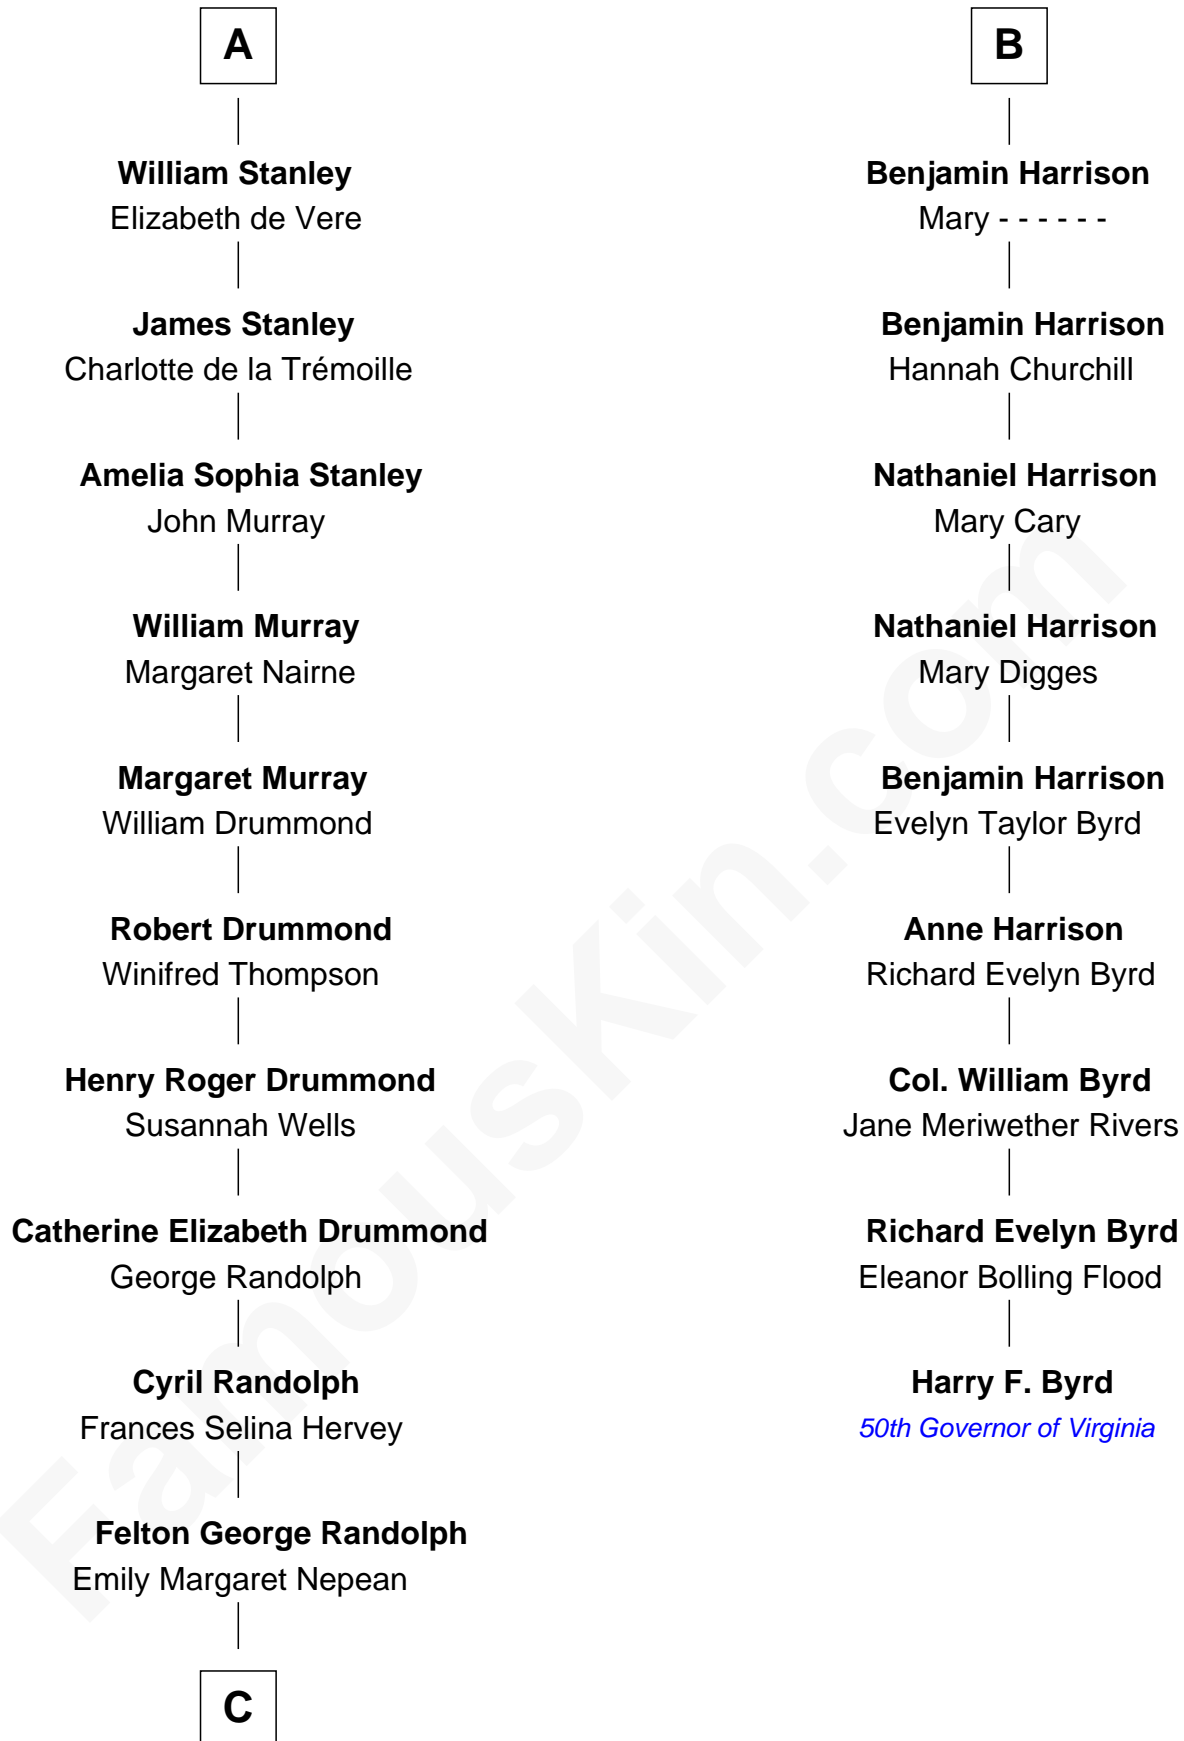 A
William Stanley
Elizabeth de Vere
James Stanley
Charlotte de la Trémoille
Amelia Sophia Stanley
John Murray
William Murray
Margaret Nairne
Margaret Murray
William Drummond
Robert Drummond
Winifred Thompson
Henry Roger Drummond
Susannah Wells
Catherine Elizabeth Drummond
George Randolph
Cyril Randolph
Frances Selina Hervey
Felton George Randolph
Emily Margaret Nepean
C
B
Benjamin Harrison
Mary - - - - - -
Benjamin Harrison
Hannah Churchill
Nathaniel Harrison
Mary Cary
Nathaniel Harrison
Mary Digges
Benjamin Harrison
Evelyn Taylor Byrd
Anne Harrison
Richard Evelyn Byrd
Col. William Byrd
Jane Meriwether Rivers
Richard Evelyn Byrd
Eleanor Bolling Flood
Harry F. Byrd
50th Governor of Virginia
FamousKin.com